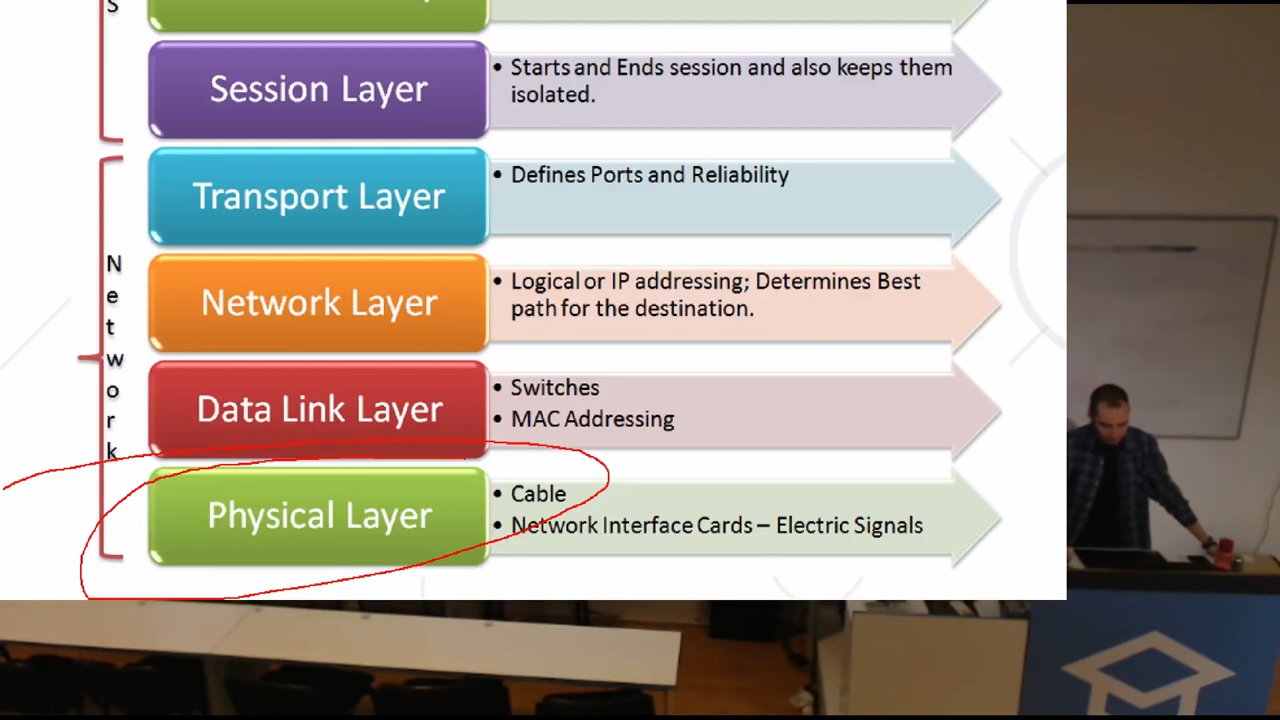 s
Session Layer
• Starts and Ends session and also keeps them
isolated.
Transport Layer
• Defines Ports and Reliability
Network
Network Layer
• Logical or IP addressing; Determines Best
path for the destination.
Data Link Layer
• Switches
• MAC Addressing
Physical Layer
• Cable
• Network Interface Cards – Electric Signals